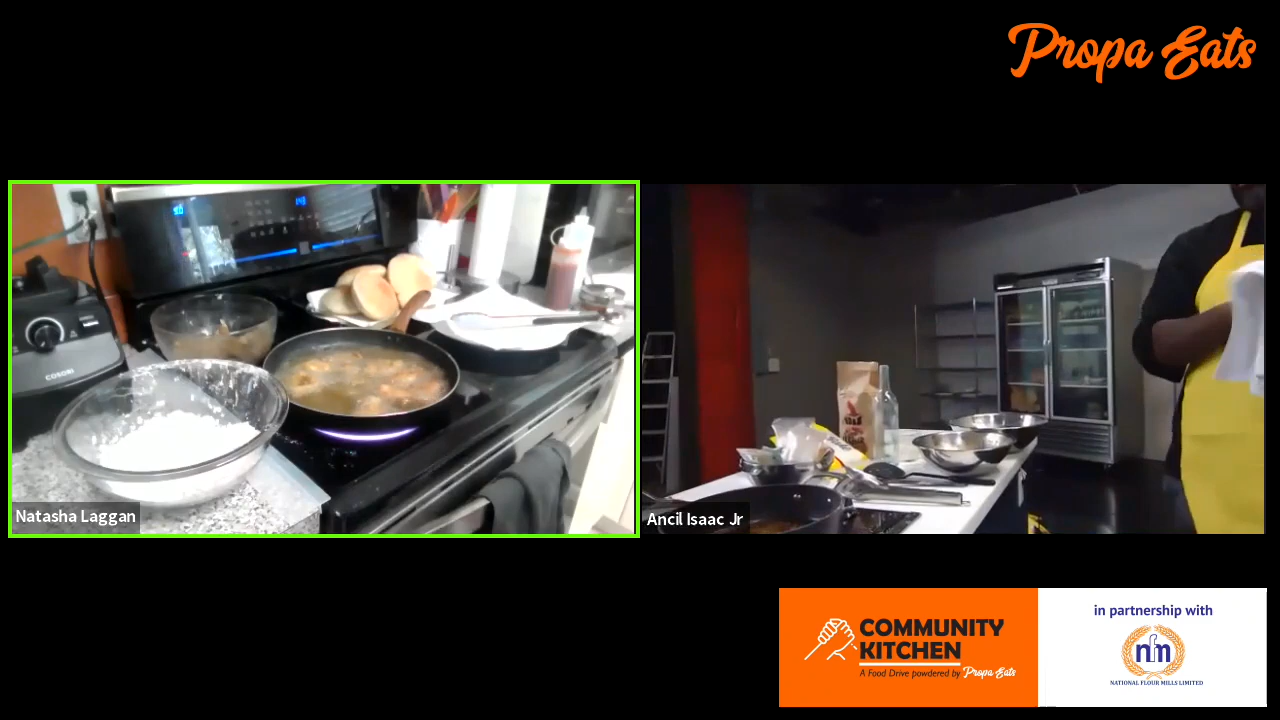 Propa Eats
COSORI
Natasha Laggan
Ancil Isaac Jr
COMMUNITY
KITCHEN
A Food Drive powdered by Propa Eats
in partnership with
nfm
NATIONAL FLOUR MILLS LIMITED